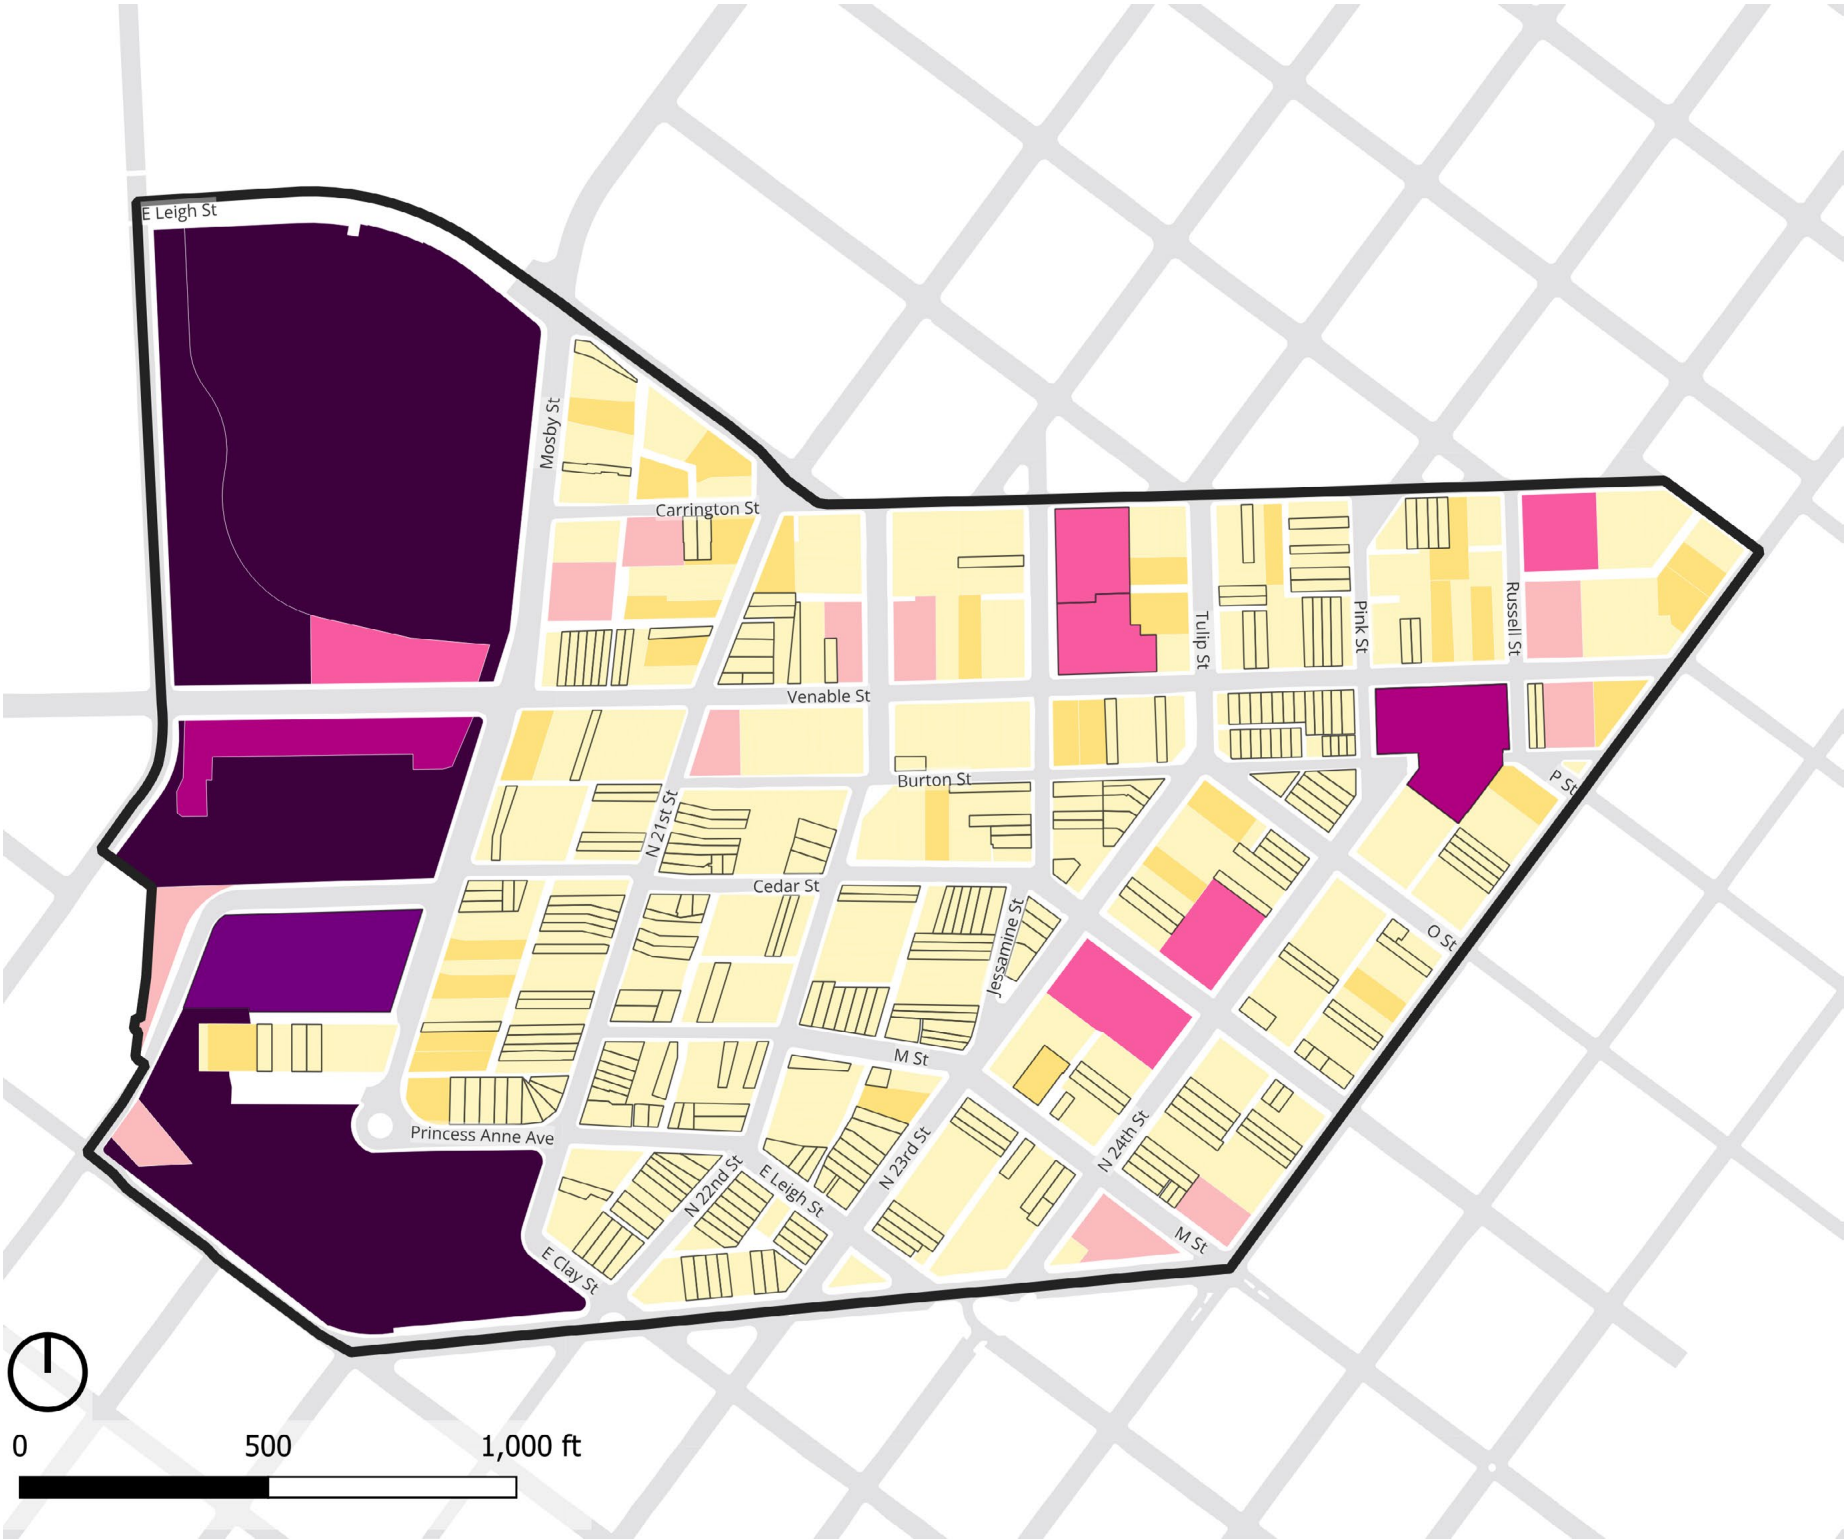 E Leigh St
Mosby St
Carrington St
Tulip St
Pink St
Russell St
Venable St
Burton St
P St
N 21st St
Cedar St
Jessamine St
O St
M St
Princess Anne Ave
N 22nd St
E Leigh St
N 23rd St
N 24th St
M St
E Clay St
0 500 1,000 ft